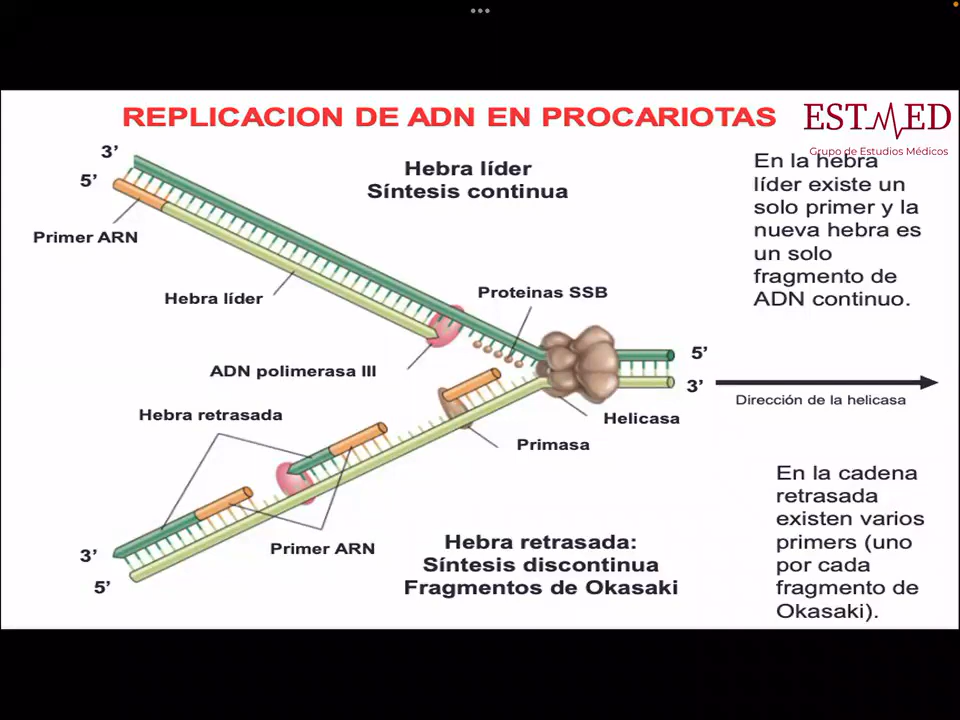 REPLICACION DE ADN EN PROCARIOTAS
ESTMED
Grupo de Estudios Médicos
3’
5’
Hebra líder
Síntesis continua
En la hebra
líder existe un
solo primer y la
nueva hebra es
un solo
fragmento de
ADN continuo.
Primer ARN
Hebra líder
Proteinas SSB
ADN polimerasa III
5’
3’
Dirección de la helicasa
Hebra retrasada
Helicasa
Primasa
En la cadena
retrasada
existen varios
primers (uno
por cada
fragmento de
Okasaki).
Primer ARN
3’
5’
Hebra retrasada:
Síntesis discontinua
Fragmentos de Okasaki